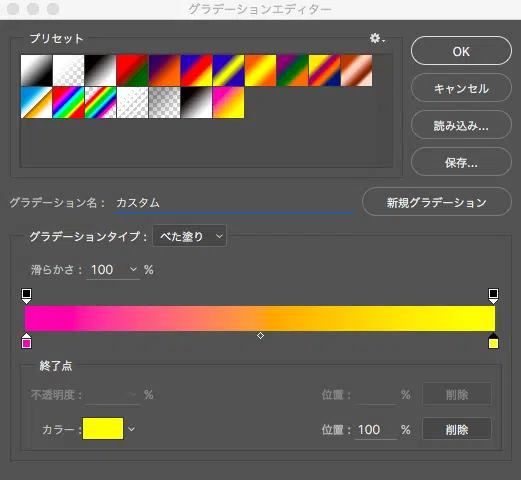 グラデーションエディター
プリセット
OK
キャンセル
読み込み...
保存...
グラデーション名： カスタム
新規グラデーション
グラデーションタイプ： べた塗り
滑らかさ： 100 %
終了点
不透明度： % 位置： % 削除
カラー： 位置： 100 % 削除